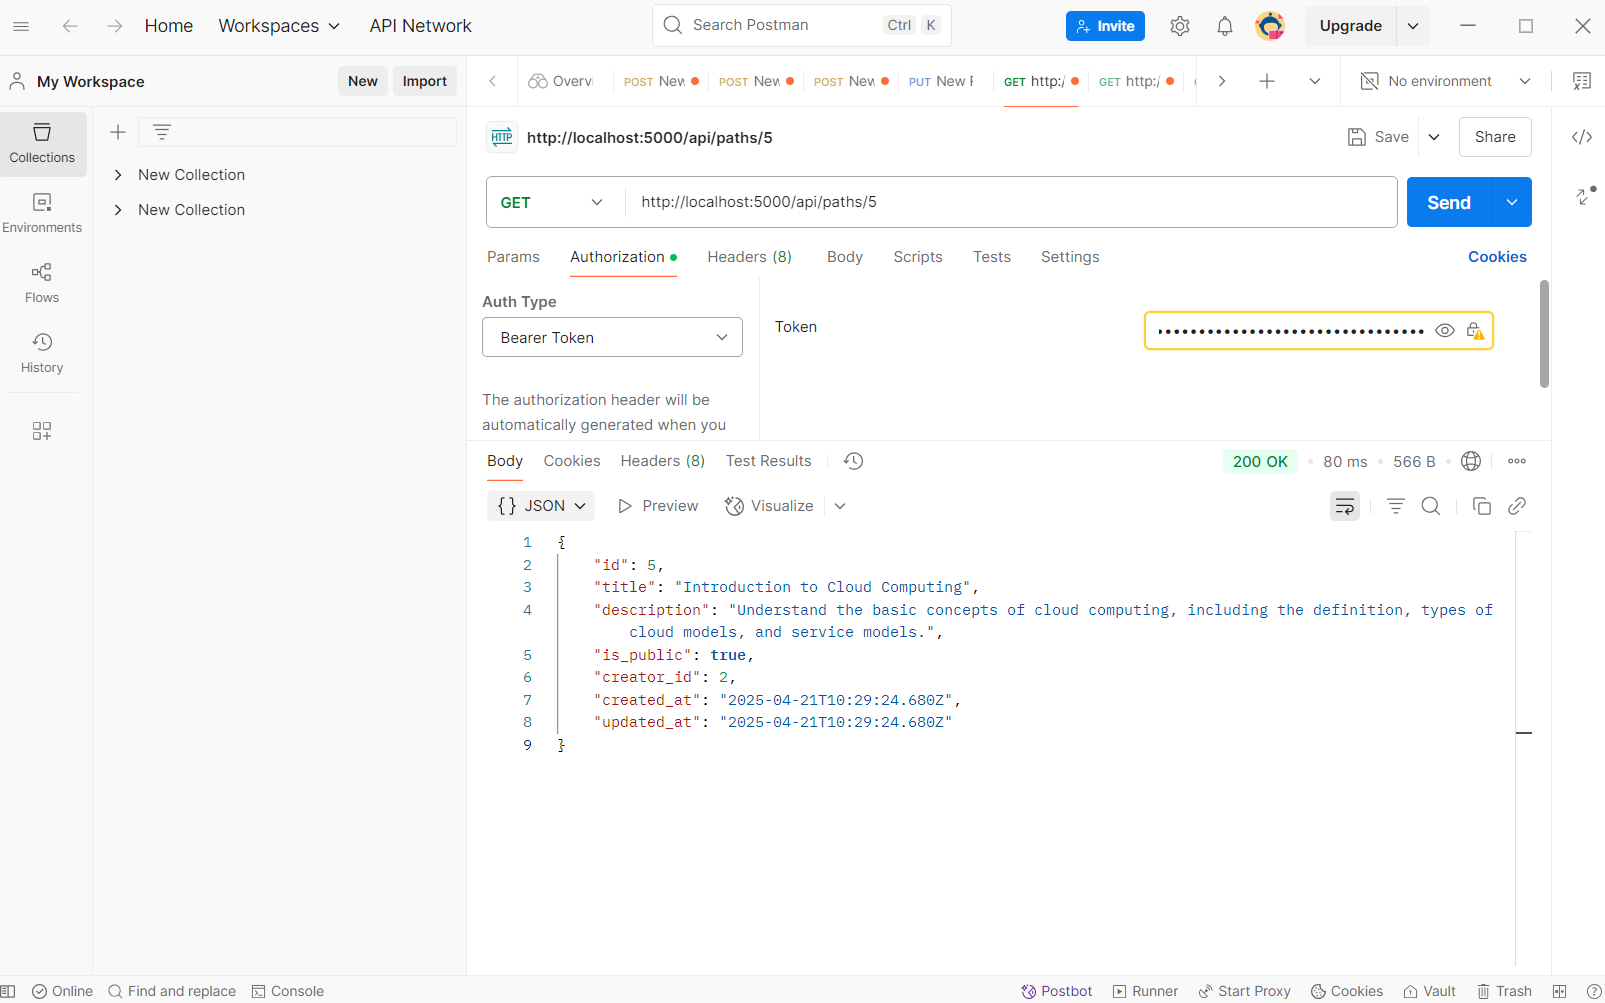 Home Workspaces API Network Search Postman Ctrl K Invite Upgrade
My Workspace New Import Overvi POST New POST New POST New PUT New F GET http:/ GET http:/ No environment
Collections
Environments
Flows
History
New Collection
New Collection
HTTP http://localhost:5000/api/paths/5 Save Share
GET http://localhost:5000/api/paths/5 Send
Params Authorization Headers (8) Body Scripts Tests Settings Cookies
Auth Type
Bearer Token
Token
The authorization header will be
automatically generated when you
Body Cookies Headers (8) Test Results 200 OK 80 ms 566 B
{} JSON Preview Visualize
1 {
2 "id": 5,
3 "title": "Introduction to Cloud Computing",
4 "description": "Understand the basic concepts of cloud computing, including the definition, types of
cloud models, and service models.",
5 "is_public": true,
6 "creator_id": 2,
7 "created_at": "2025-04-21T10:29:24.680Z",
8 "updated_at": "2025-04-21T10:29:24.680Z"
9 }
Online Find and replace Console Postbot Runner Start Proxy Cookies Vault Trash